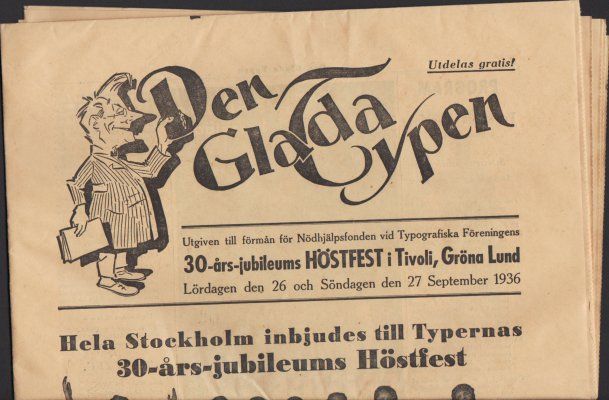 Utdelas gratis!
Den
Glada
Typen
Utgiven till förmån för Nödhjälpsfonden vid Typografiska Föreningens
30-års-jubileums HÖSTFEST i Tivoli, Gröna Lund
Lördagen den 26 och Söndagen den 27 September 1936
Hela Stockholm inbjudes till Typernas
30-års-jubileums Höstfest